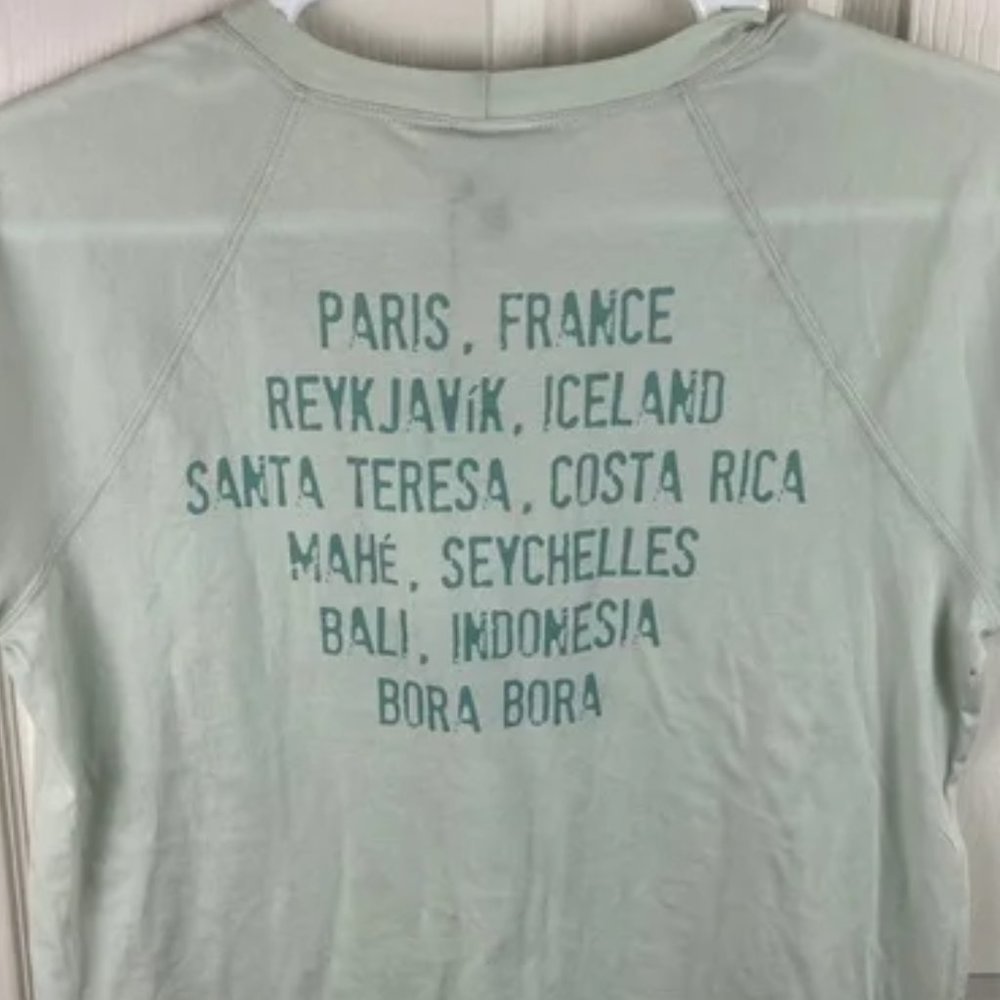 PARIS, FRANCE
REYKJAVíK, ICELAND
SANTA TERESA, COSTA RICA
MAHÉ, SEYCHELLES
BALI, INDONESIA
BORA BORA